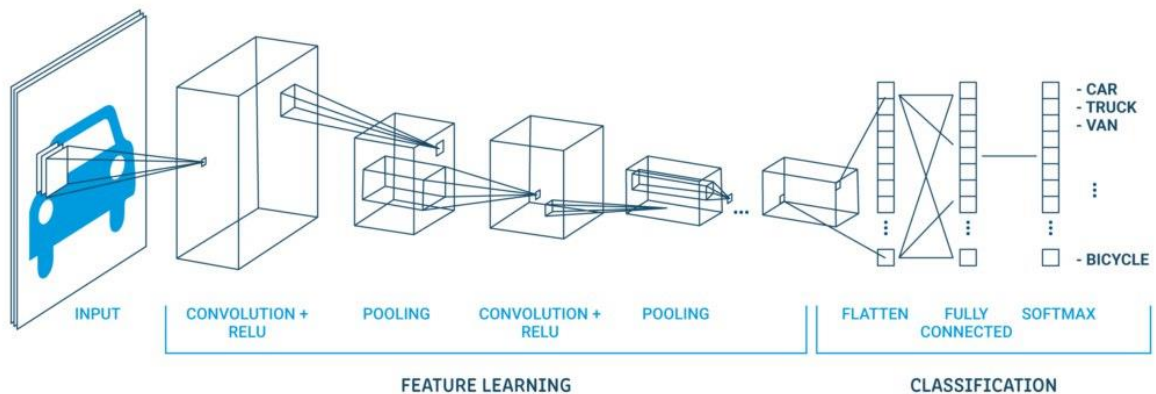 - CAR
- TRUCK
- VAN
- BICYCLE
INPUT
CONVOLUTION +
RELU
POOLING
CONVOLUTION +
RELU
POOLING
FLATTEN
FULLY
CONNECTED
SOFTMAX
FEATURE LEARNING
CLASSIFICATION